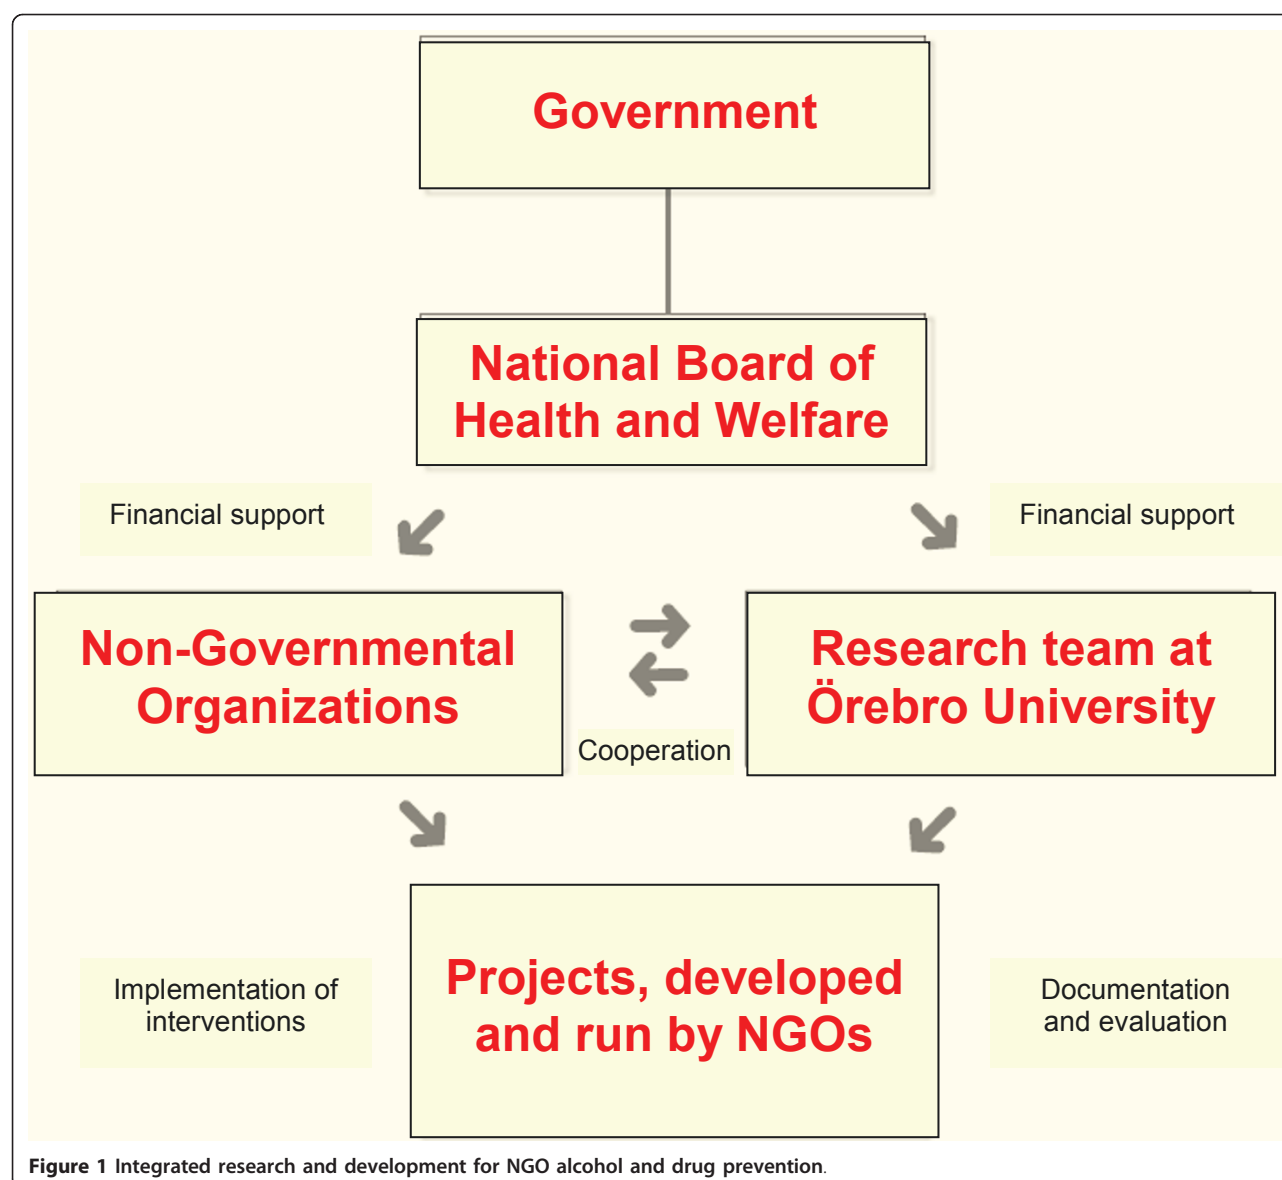 Government
National Board of
Health and Welfare
Financial support
Financial support
Non-Governmental
Organizations
Cooperation
Research team at
Örebro University
Implementation of
interventions
Projects, developed
and run by NGOs
Documentation
and evaluation
Figure 1 Integrated research and development for NGO alcohol and drug prevention.